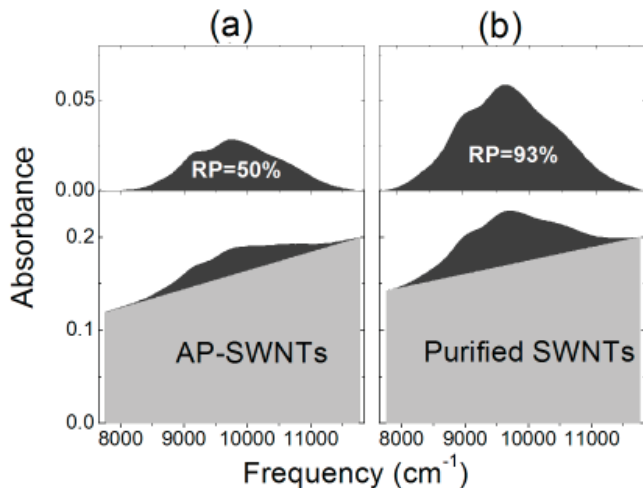 (a) (b)
Absorbance
0.05
0.00
RP=50%
RP=93%
0.2
0.1
0.0
AP-SWNTs
Purified SWNTs
8000 9000 10000 11000 8000 9000 10000 11000
Frequency (cm⁻¹)